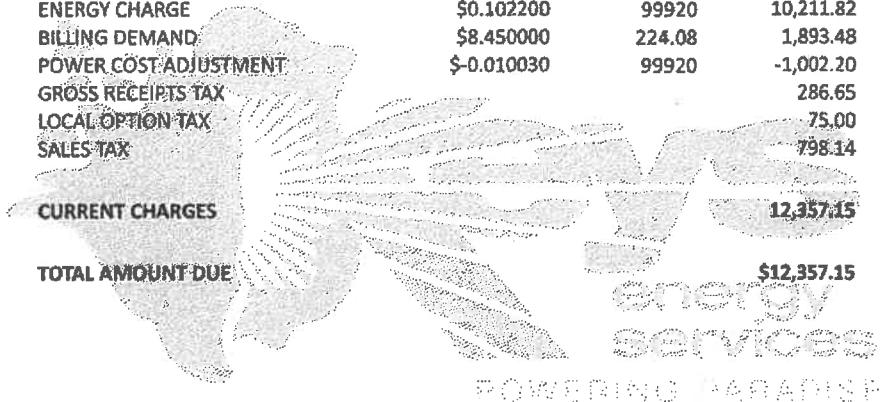 ENERGY CHARGE $0.102200 99920 10,211.82
BILLING DEMAND $8.450000 224.08 1,893.48
POWER COST ADJUSTMENT $-0.010030 99920 -1,002.20
GROSS RECEIPTS TAX 286.65
LOCAL OPTION TAX 75.00
SALES TAX 798.14
CURRENT CHARGES 12,357.15
TOTAL AMOUNT DUE $12,357.15
energy
services
POWERING PARADISE